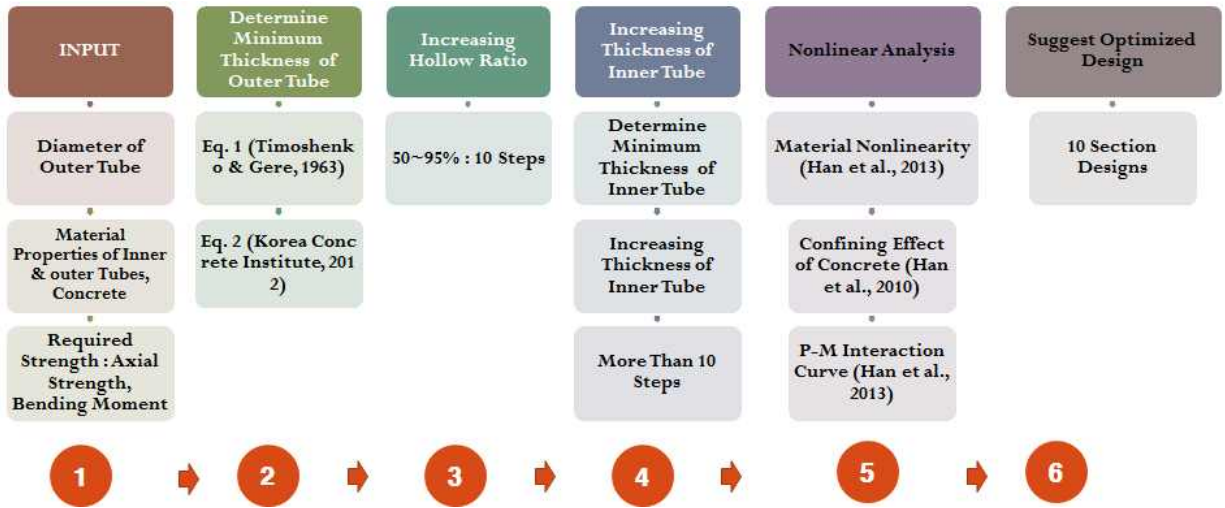 INPUT
Diameter of
Outer Tube
Material
Properties of Inner
& outer Tubes,
Concrete
Required
Strength : Axial
Strength,
Bending Moment
Determine
Minimum
Thickness of
Outer Tube
Eq. 1 (Timoshenk
o & Gere, 1963)
Eq. 2 (Korea Conc
rete Institute, 201
2)
Increasing
Hollow Ratio
50~95% : 10 Steps
Increasing
Thickness of
Inner Tube
Determine
Minimum
Thickness of
Inner Tube
Increasing
Thickness of
Inner Tube
More Than 10
Steps
Nonlinear Analysis
Material Nonlinearity
(Han et al., 2013)
Confining Effect
of Concrete (Han
et al., 2010)
P-M Interaction
Curve (Han et al.,
2013)
Suggest Optimized
Design
10 Section
Designs
1
2
3
4
5
6